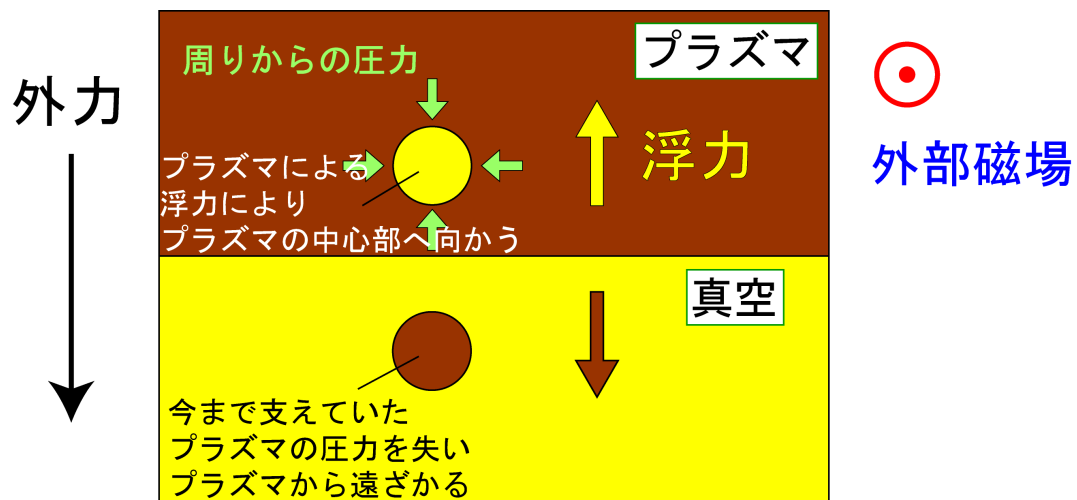 周りからの圧力
プラズマ
外力
外部磁場
浮力
プラズマによる
浮力により
プラズマの中心部へ向かう
真空
今まで支えていた
プラズマの圧力を失い
プラズマから遠ざかる